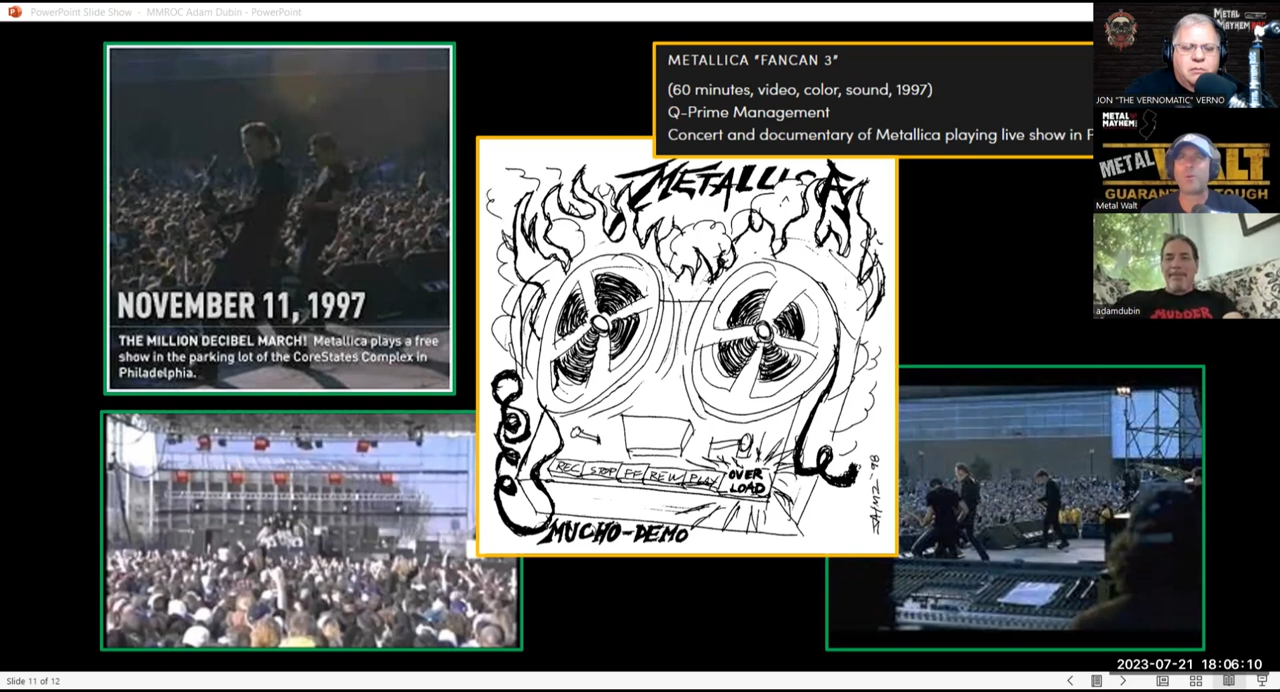 PowerPoint Slide Show - MMROC Adam Dubin - PowerPoint
METALLICA "FANCAN 3"
(60 minutes, video, color, sound, 1997)
Q-Prime Management
Concert and documentary of Metallica playing live show in
NOVEMBER 11, 1997
THE MILLION DECIBEL MARCH! Metallica plays a free
show in the parking lot of the CoreStates Complex in
Philadelphia.
METALLICA
REC STOP FF REW PLAY OVER
LOAD
MUCHO-DEMO
METAL
MAYHEM
JON "THE VERNOMATIC" VERNO
METAL
MAYHEM
METAL WALT
GUARAN TOUGH
Metal Walt
adamdubin
MURDER
2023-07-21 18:06:10
Slide 11 of 12